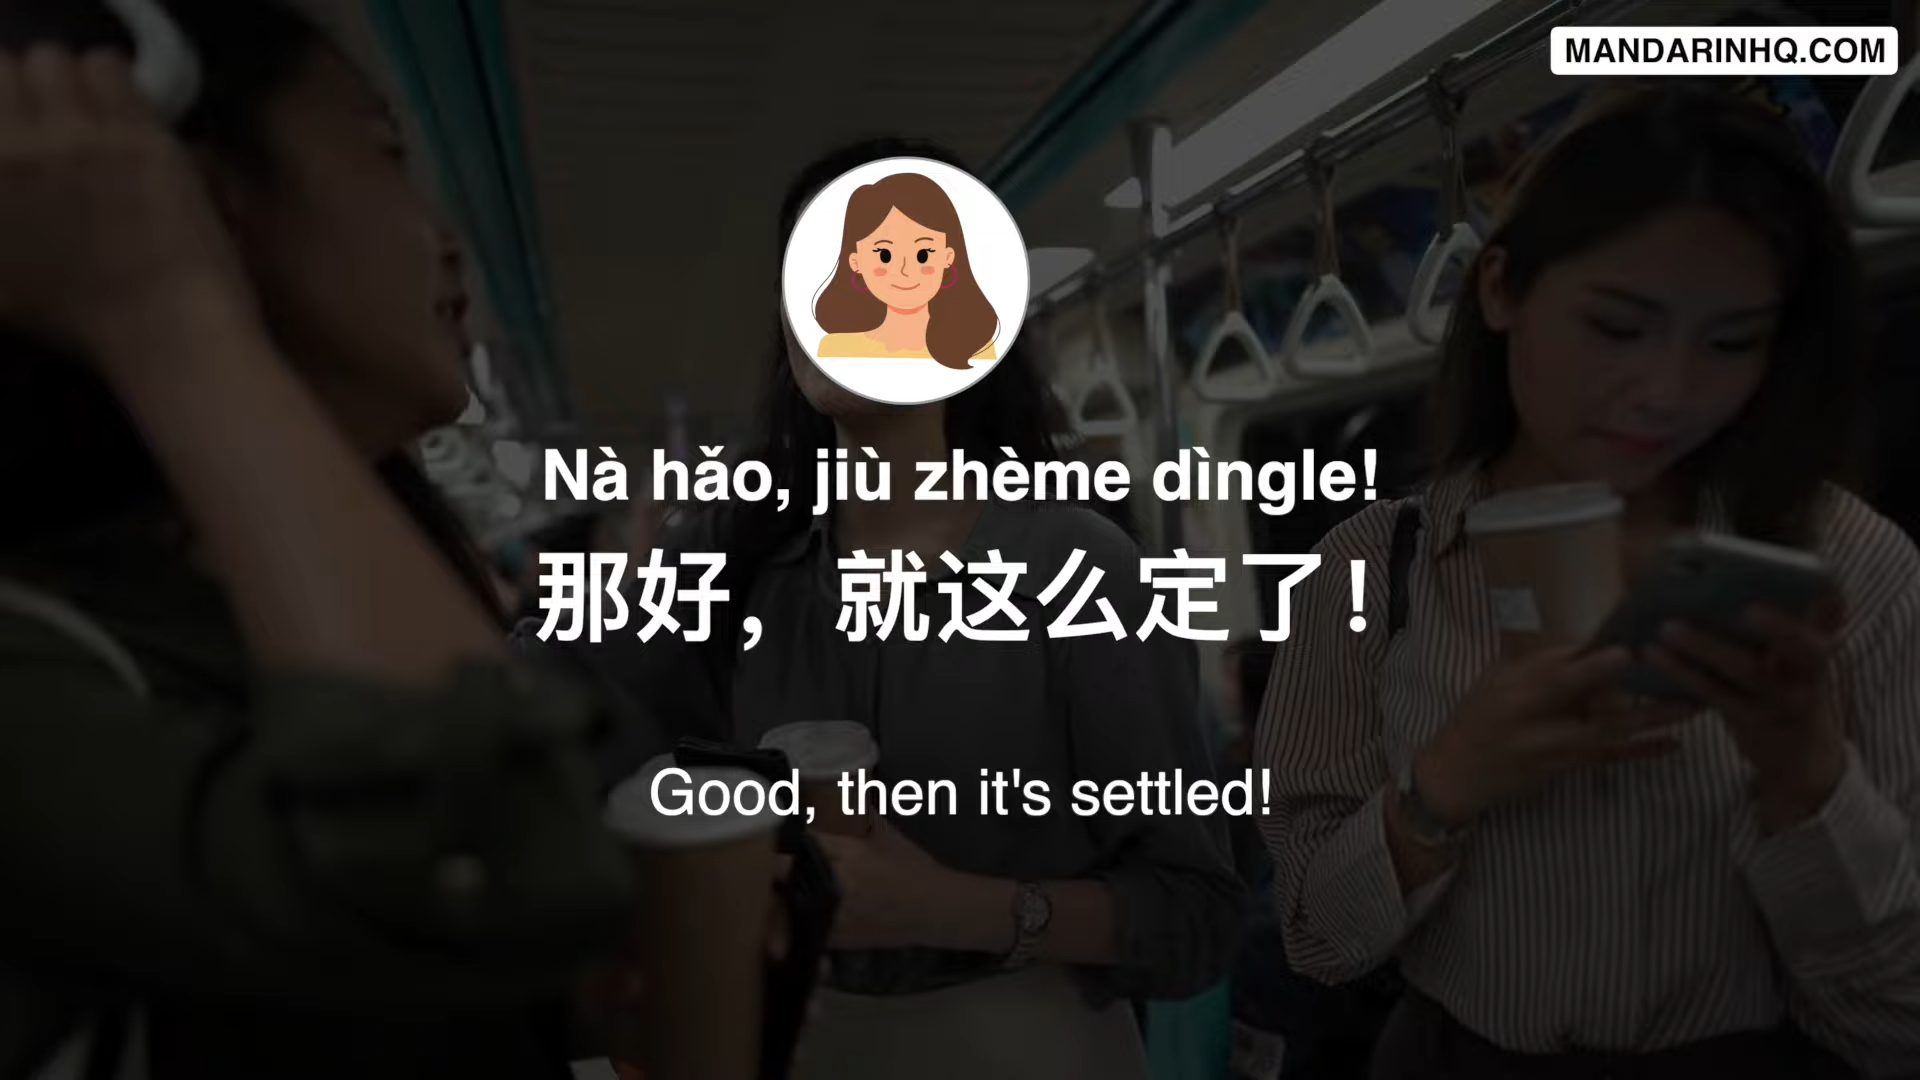 MANDARINHQ.COM
Nà hǎo, jiù zhème dìngle!
那好，就这么定了！
Good, then it's settled!